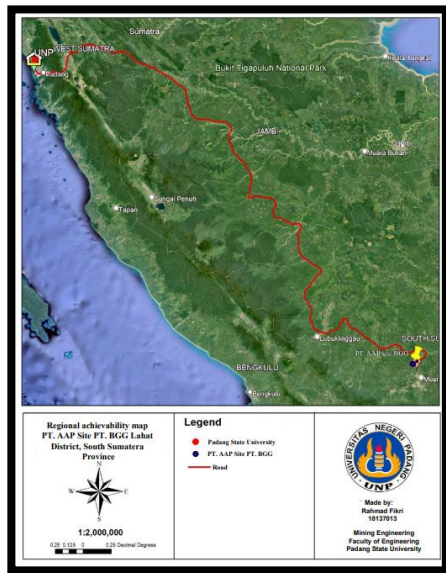 Sumatra
UNP
WEST SUMATRA
Padang
Bukit Tigapuluh National Park
Kuala Tungkal
JAMBI
Jambi
Muara Bulian
Sungai Penuh
Tapan
SOUTH SU
PT. AAP site BGG
Lubuklinggau
Muar
BENGKULU
Bengkulu
Regional achievability map
PT. AAP Site PT. BGG Lahat
District, South Sumatera
Province
N
W E
S
1:2,000,000
0.25 0.125 0 0.25 Decimal Degrees
Legend
Padang State University
PT. AAP Site PT. BGG
Road
UNIVERSITAS NEGERI PADANG
UNP
Made by:
Rahmad Fikri
18137013
Mining Engineering
Faculty of Engineering
Padang State University